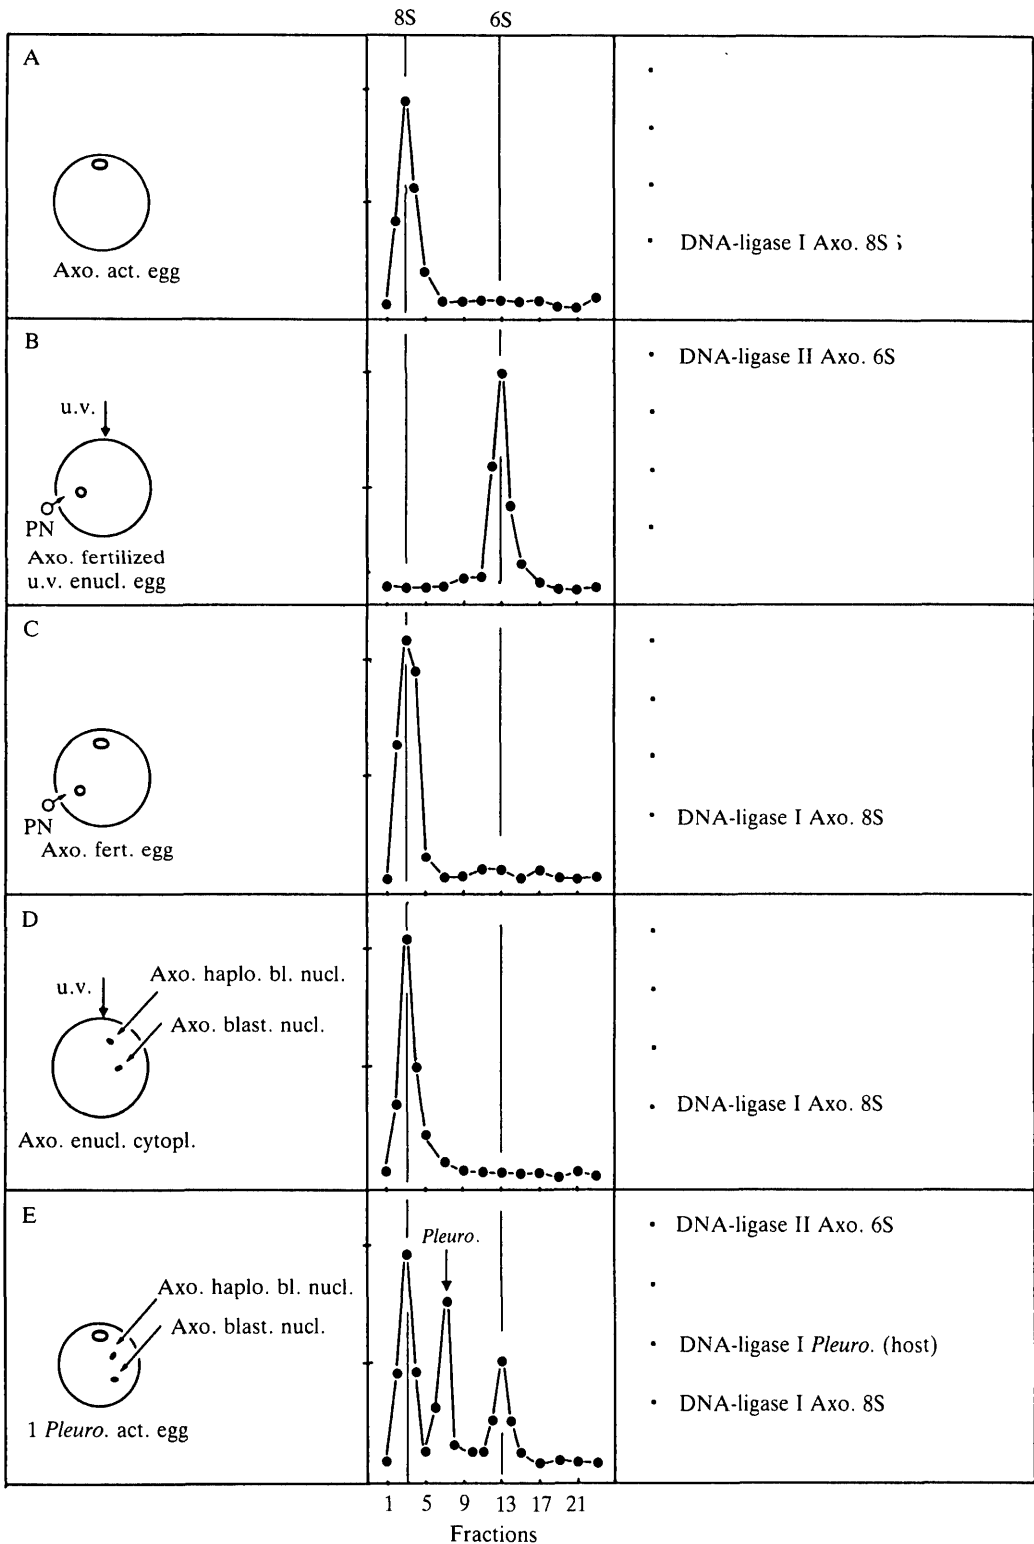 8S 6S
A
Axo. act. egg
DNA-ligase I Axo. 8S
B
u.v.
PN
Axo. fertilized
u.v. enucl. egg
DNA-ligase II Axo. 6S
C
PN
Axo. fert. egg
DNA-ligase I Axo. 8S
D
u.v.
Axo. haplo. bl. nucl.
Axo. blast. nucl.
Axo. enucl. cytopl.
DNA-ligase I Axo. 8S
E
Axo. haplo. bl. nucl.
Axo. blast. nucl.
1 Pleuro. act. egg
Pleuro.
DNA-ligase II Axo. 6S
DNA-ligase I Pleuro. (host)
DNA-ligase I Axo. 8S
1 5 9 13 17 21
Fractions